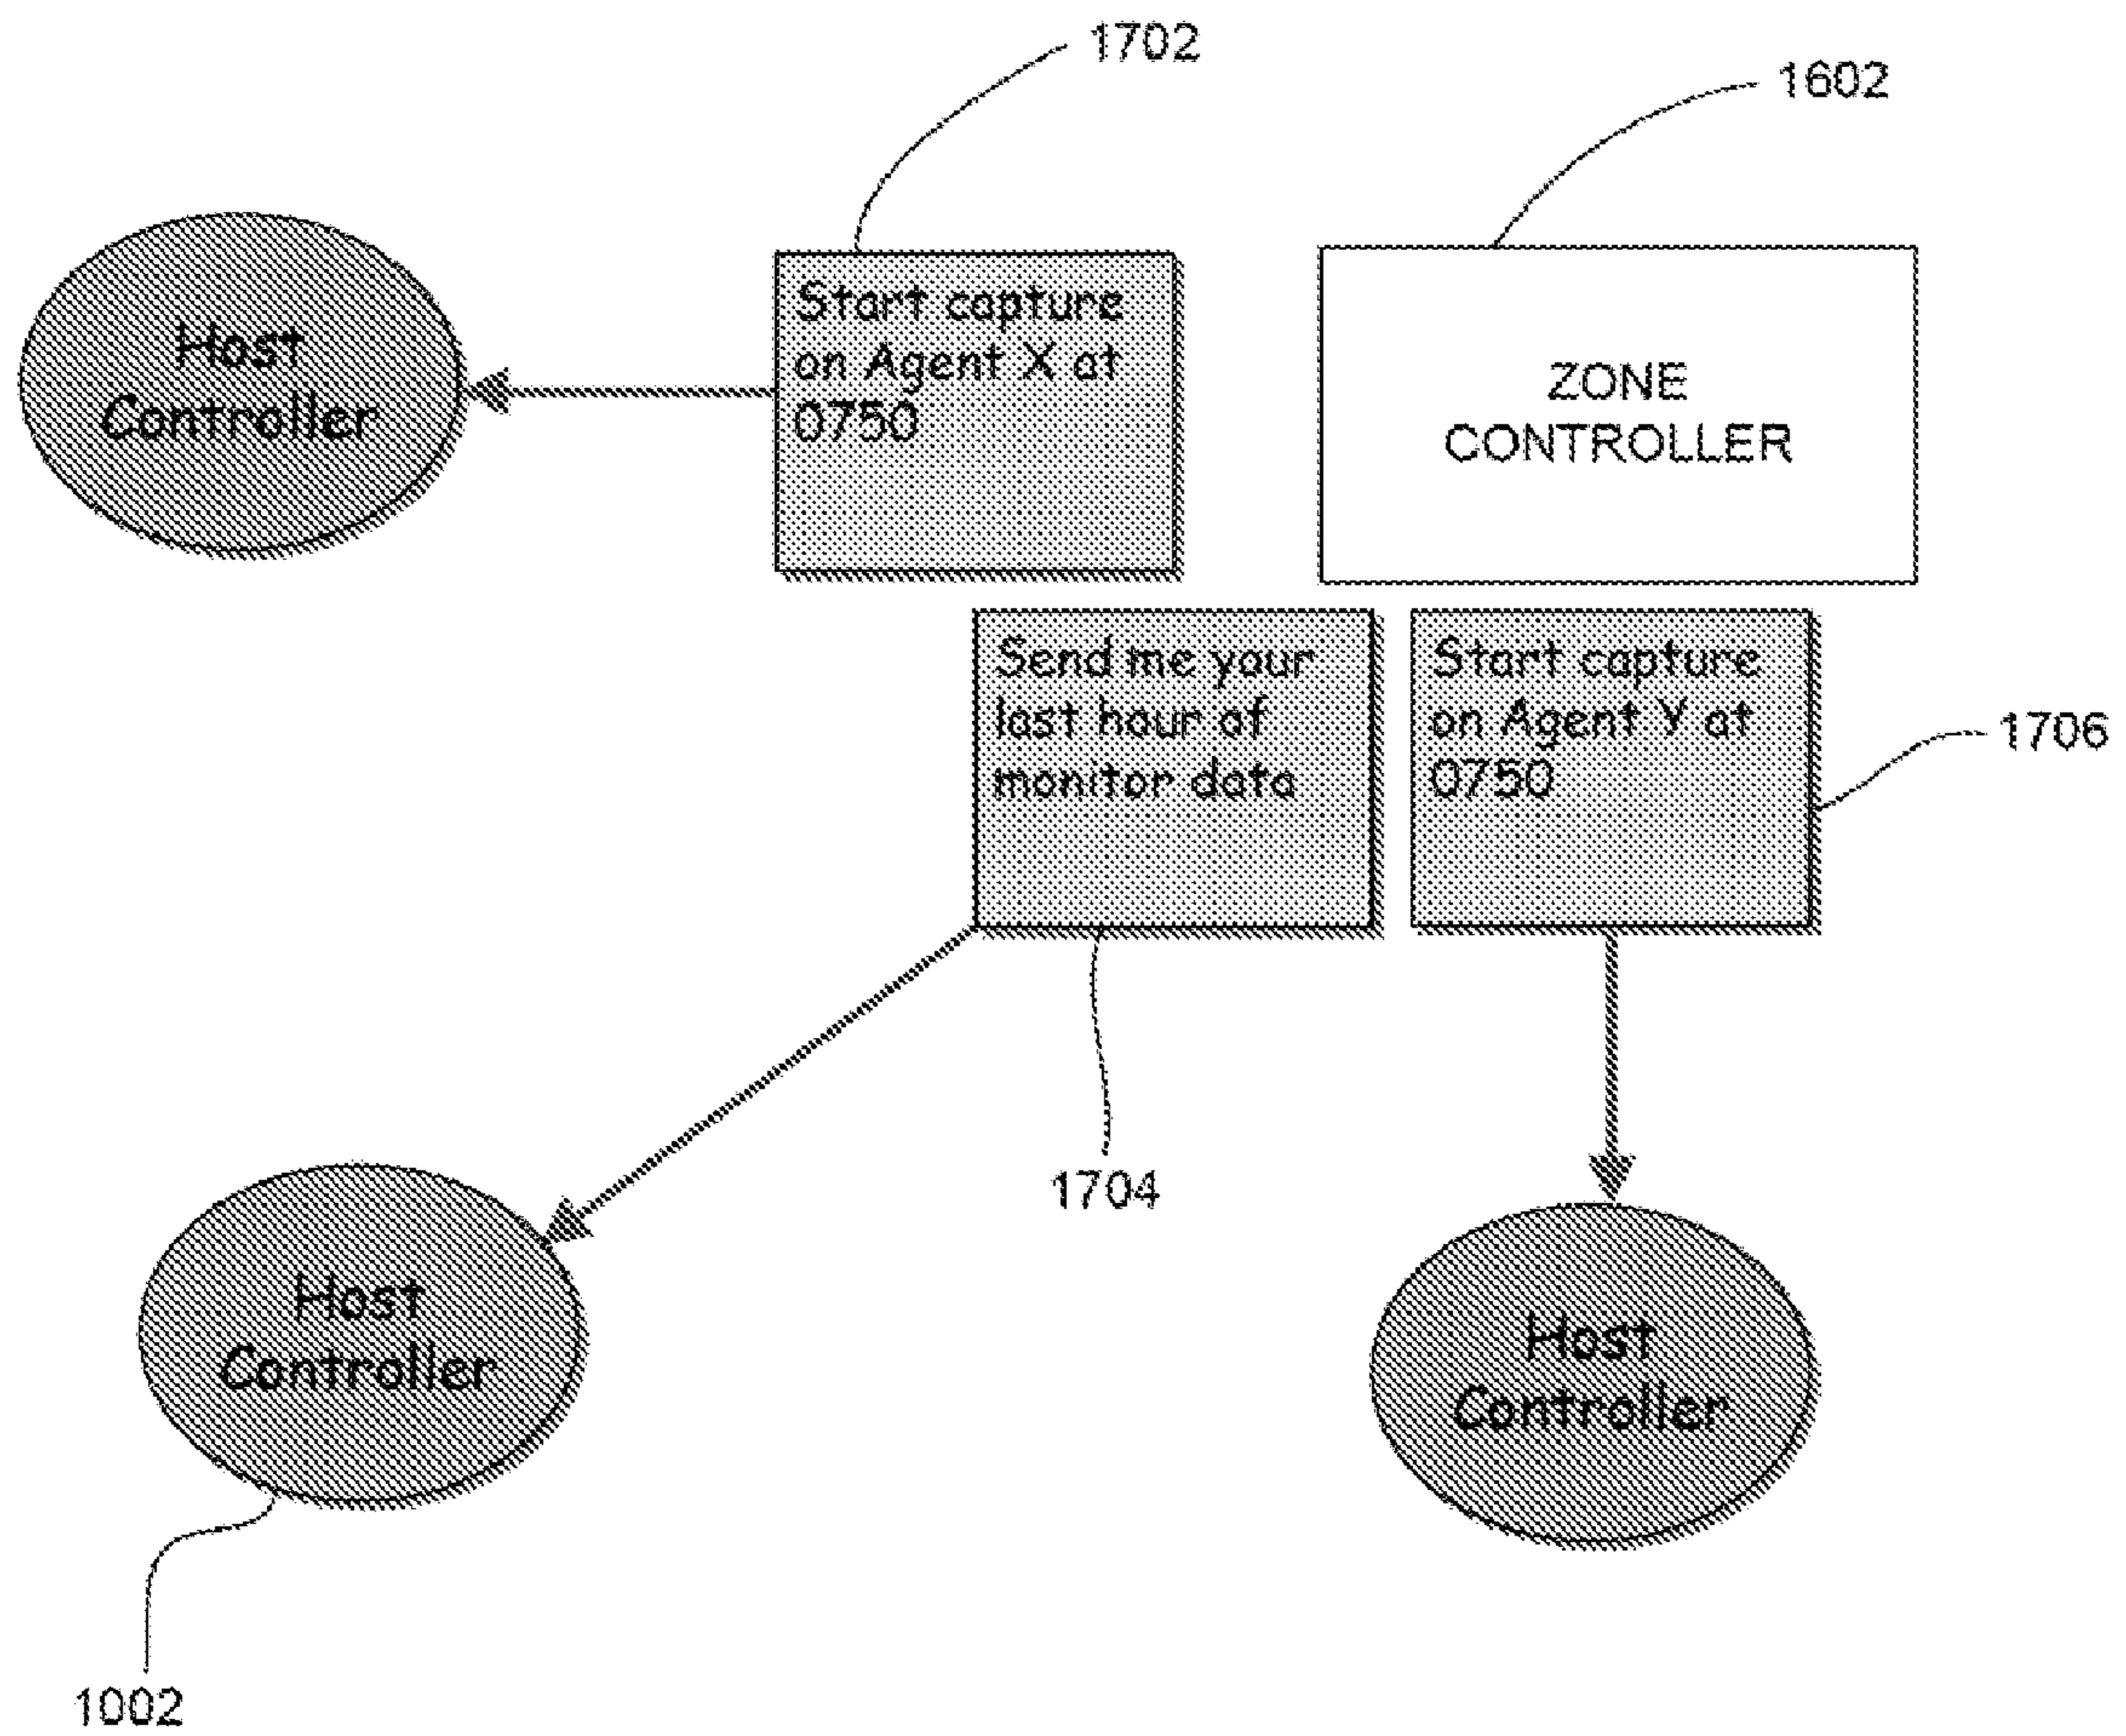 1702
1602
Host
Controller
Start capture
on Agent X at
0750
ZONE
CONTROLLER
Send me your
last hour of
monitor data
Start capture
on Agent Y at
0750
1706
1704
Host
Controller
Host
Controller
1002